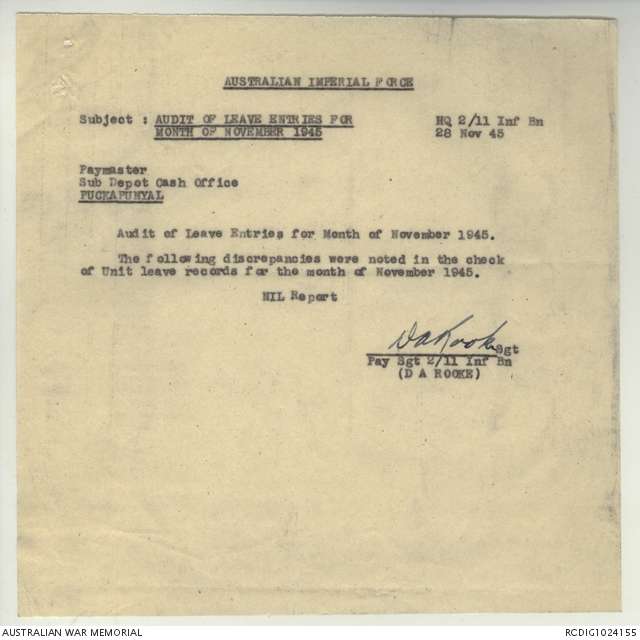 AUSTRALIAN IMPERIAL FORCE
Subject : AUDIT OF LEAVE ENTRIES FOR
MONTH OF NOVEMBER 1945
HQ 2/11 Inf Bn
28 Nov 45
Paymaster
Sub Depot Cash Office
PUCKAPUNYAL
Audit of Leave Entries for Month of November 1945.
The following discrepancies were noted in the check
of Unit leave records for the month of November 1945.
NIL Report
DARooke Sgt
Pay Sgt 2/11 Inf Bn
(D A ROOKE)
AUSTRALIAN WAR MEMORIAL
RCDIG1024155